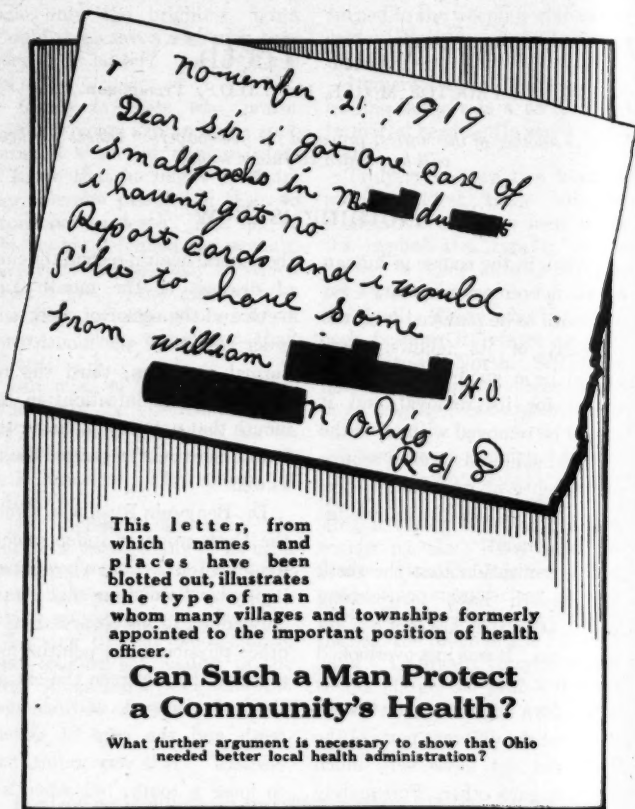 November 21, 1919
Dear sir i got one Case of
Smallpocks in
i havent got no
Report Cards and i would
like to have some
From william
H.O.
Ohio
This letter, from
which names and
places have been
blotted out, illustrates
the type of man
whom many villages and townships formerly
appointed to the important position of health
officer.
Can Such a Man Protect
a Community's Health?
What further argument is necessary to show that Ohio
needed better local health administration?